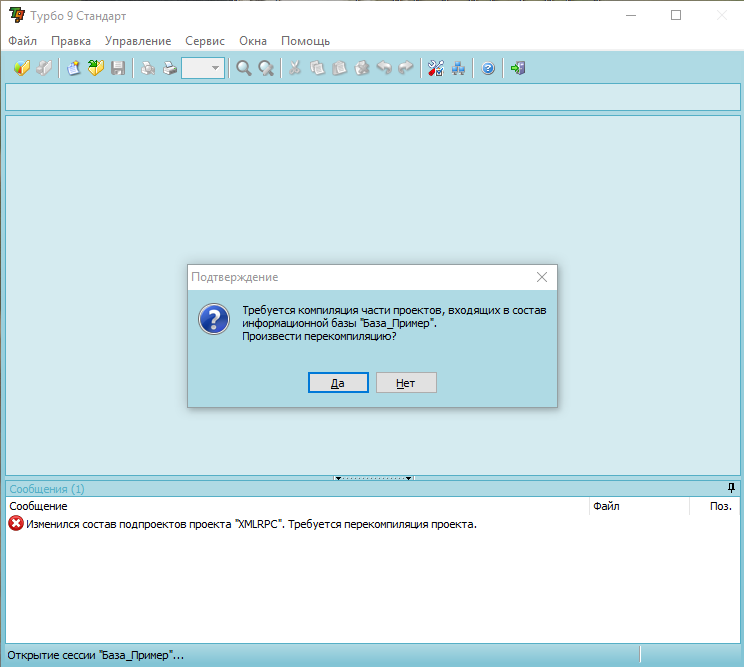 Турбо 9 Стандарт
Файл Правка Управление Сервис Окна Помощь
Подтверждение
Требуется компиляция части проектов, входящих в состав
информационной базы "База_Пример".
Произвести перекомпиляцию?
Да Нет
Сообщения (1)
Сообщение Файл Поз.
Изменился состав подпроектов проекта "XMLRPC". Требуется перекомпиляция проекта.
Открытие сессии "База_Пример"...